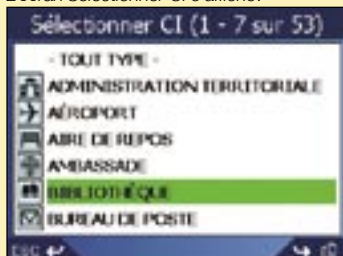 Sélectionner CI (1 - 7 sur 53)
- TOUT TYPE -
ADMINISTRATION TERRITORIALE
AÉROPORT
AIRE DE REPOS
AMBASSADE
BIBLIOTHÉQUE
BUREAU DE POSTE
ESC